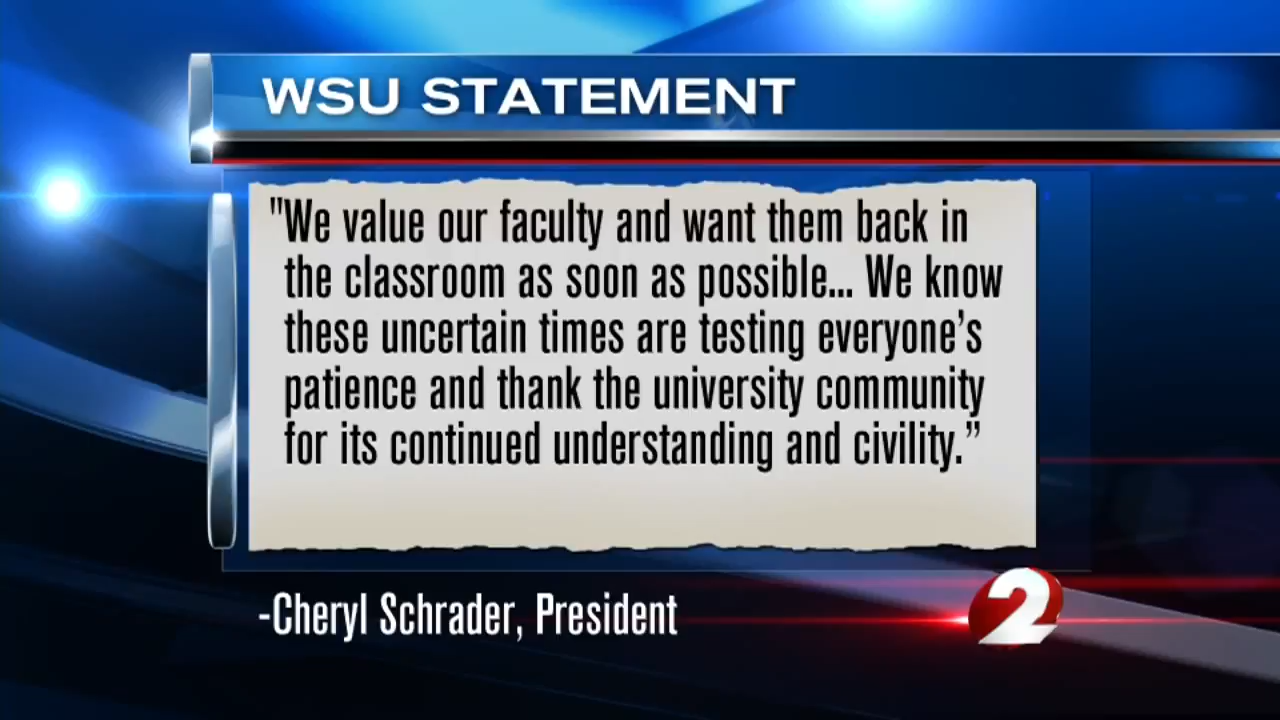 WSU STATEMENT
"We value our faculty and want them back in
the classroom as soon as possible... We know
these uncertain times are testing everyone’s
patience and thank the university community
for its continued understanding and civility.”
-Cheryl Schrader, President
2